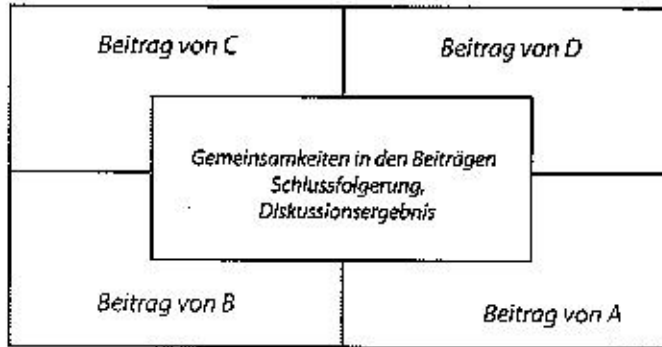 Beitrag von C
Beitrag von D
Gemeinsamkeiten in den Beiträgen
Schlussfolgerung,
Diskussionsergebnis
Beitrag von B
Beitrag von A